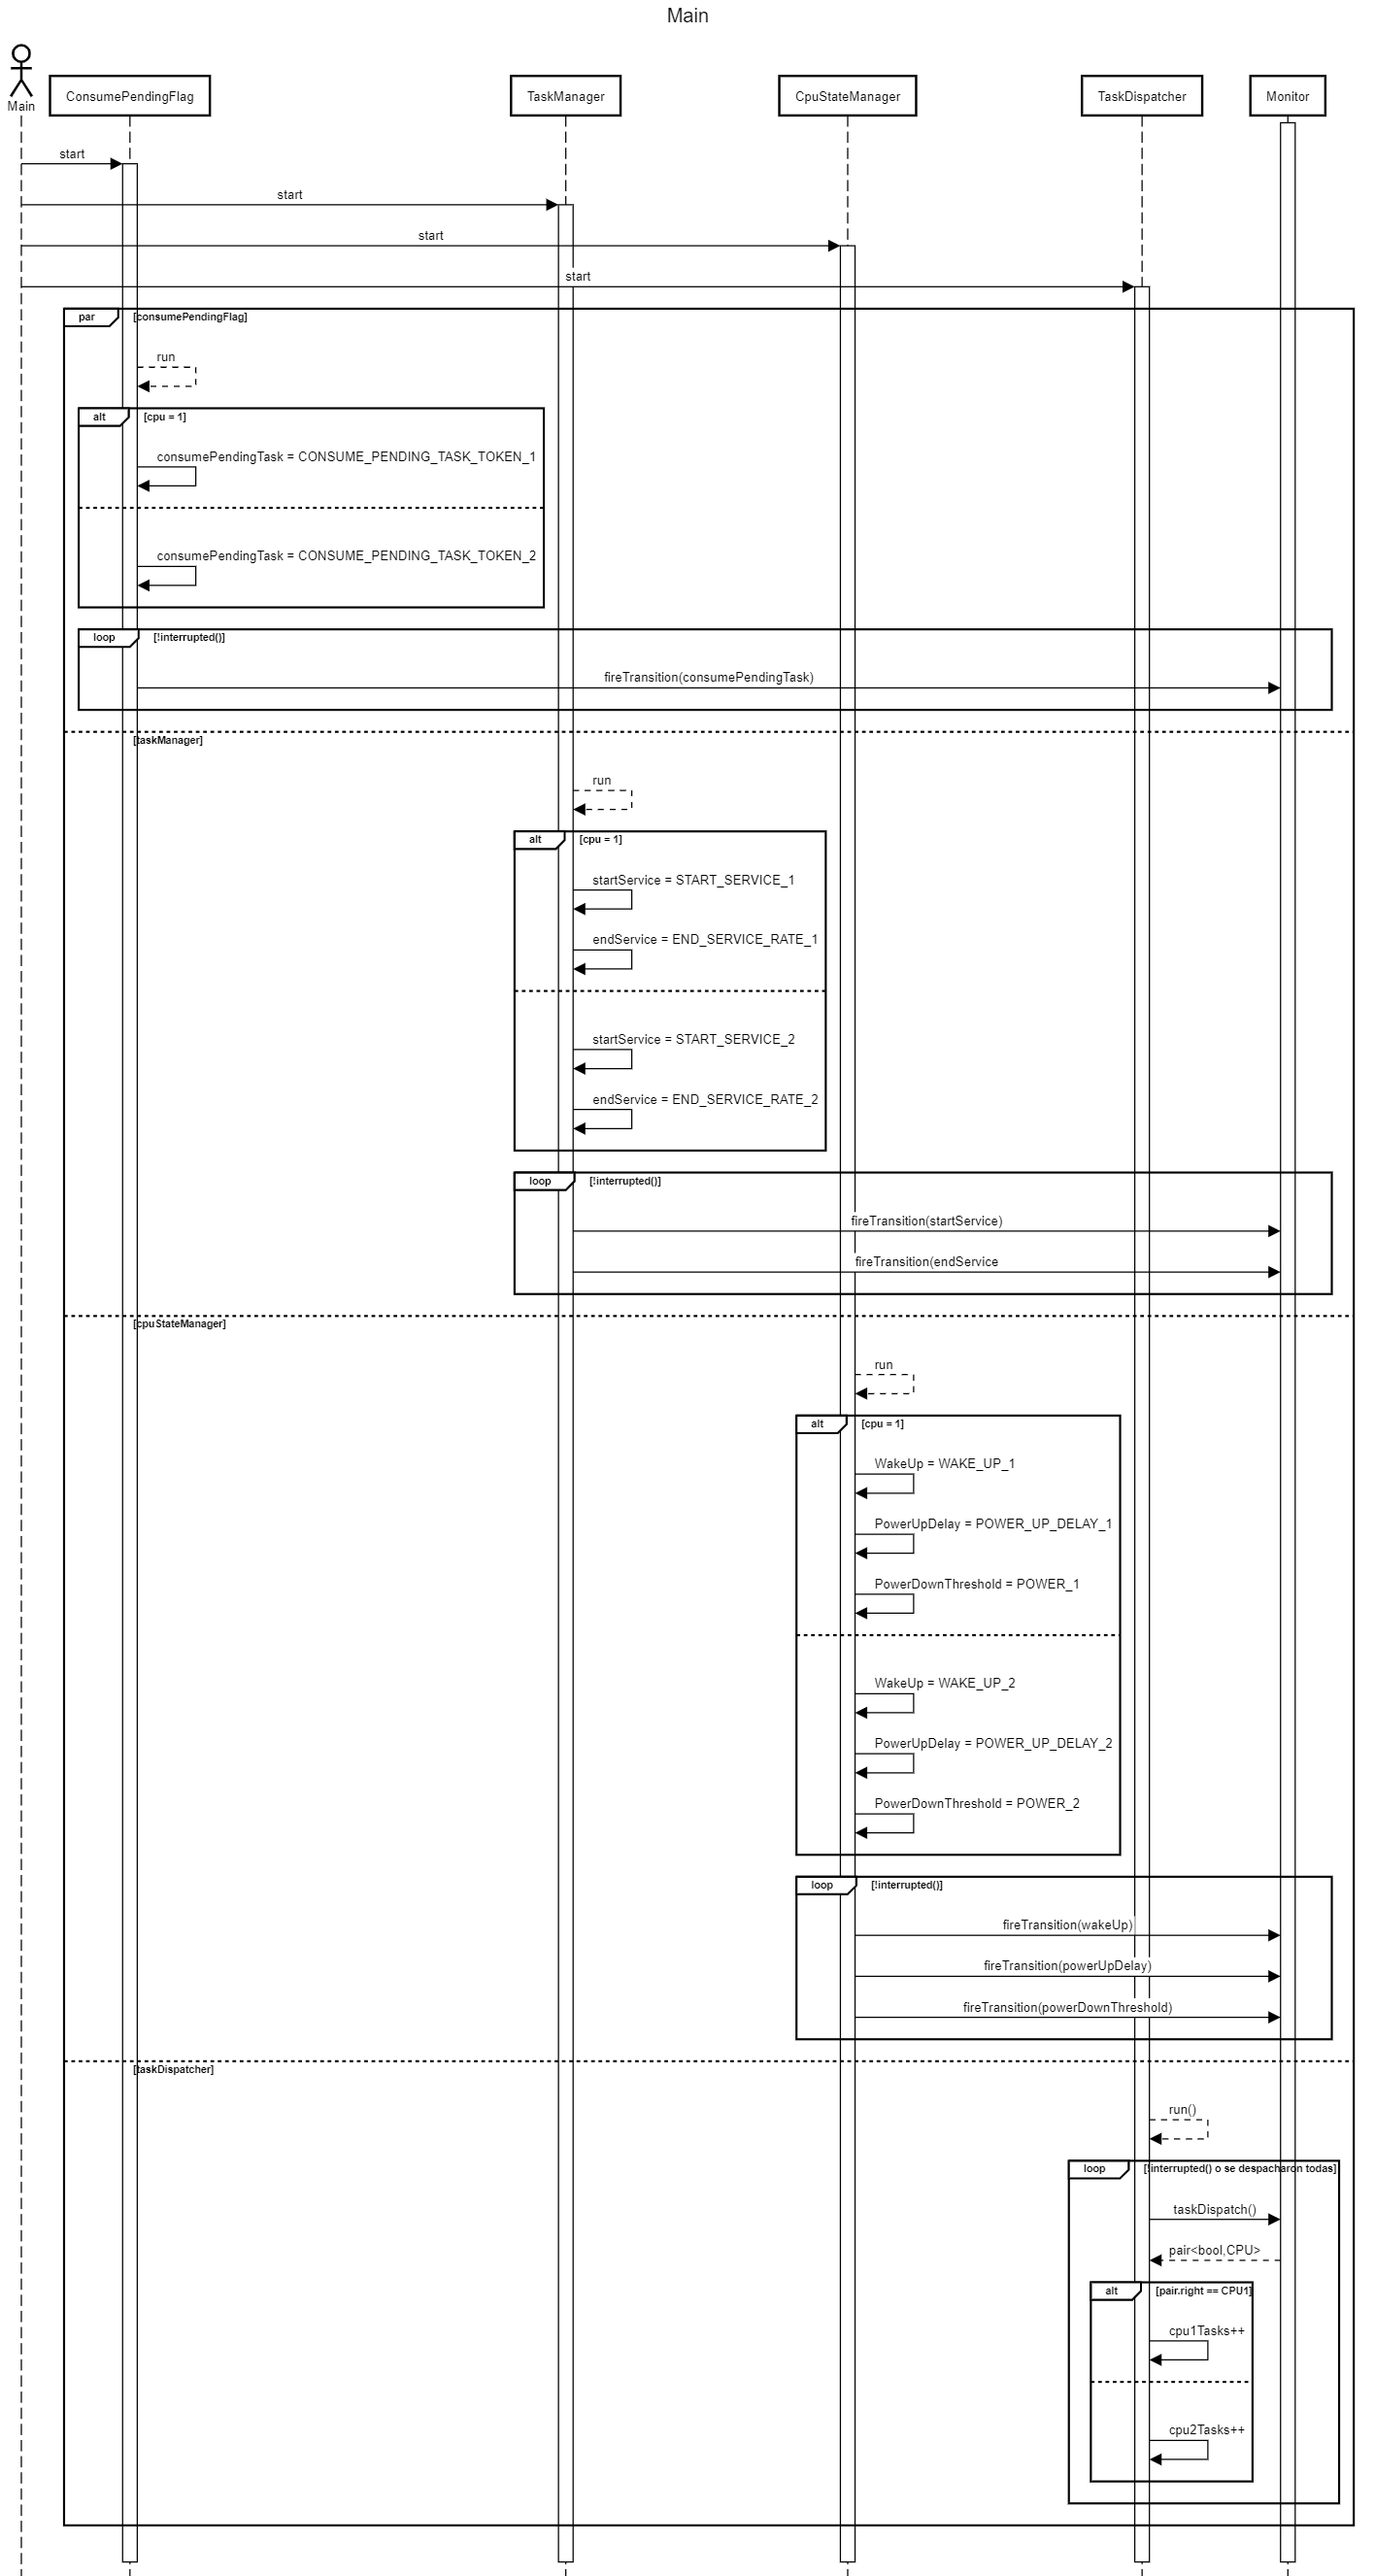 Main
Main
ConsumePendingFlag
TaskManager
CpuStateManager
TaskDispatcher
Monitor
start
start
start
start
par
[consumePendingFlag]
run
alt
[cpu = 1]
consumePendingTask = CONSUME_PENDING_TASK_TOKEN_1
consumePendingTask = CONSUME_PENDING_TASK_TOKEN_2
loop
[!interrupted()]
fireTransition(consumePendingTask)
[taskManager]
run
alt
[cpu = 1]
startService = START_SERVICE_1
endService = END_SERVICE_RATE_1
startService = START_SERVICE_2
endService = END_SERVICE_RATE_2
loop
[!interrupted()]
fireTransition(startService)
fireTransition(endService
[cpuStateManager]
run
alt
[cpu = 1]
WakeUp = WAKE_UP_1
PowerUpDelay = POWER_UP_DELAY_1
PowerDownThreshold = POWER_1
WakeUp = WAKE_UP_2
PowerUpDelay = POWER_UP_DELAY_2
PowerDownThreshold = POWER_2
loop
[!interrupted()]
fireTransition(wakeUp)
fireTransition(powerUpDelay)
fireTransition(powerDownThreshold)
[taskDispatcher]
run()
loop
[!interrupted() o se despacharon todas]
taskDispatch()
pair<bool,CPU>
alt
[pair.right == CPU1]
cpu1Tasks++
cpu2Tasks++